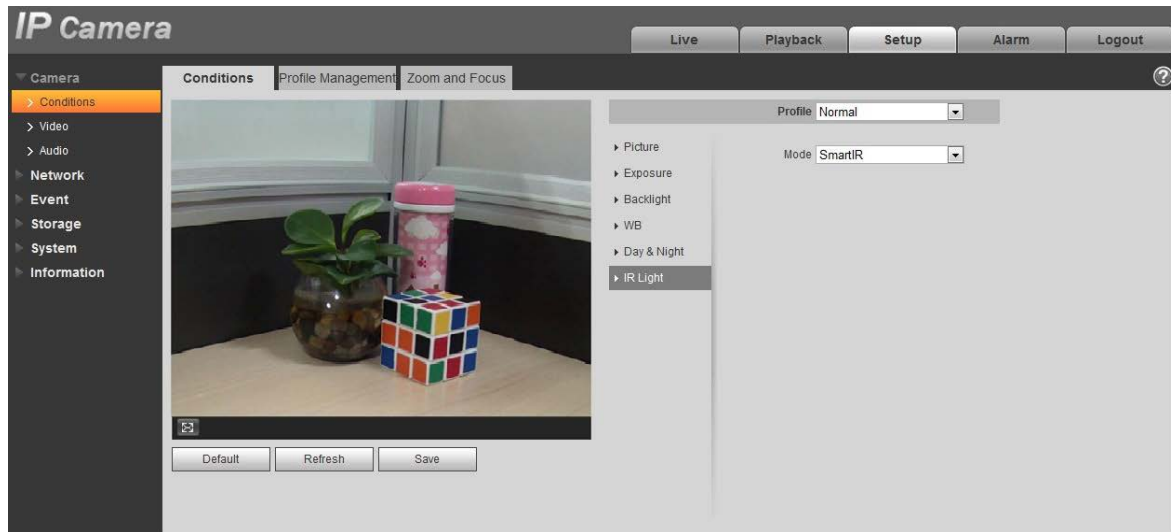 IP Camera
Live
Playback
Setup
Alarm
Logout
Camera
Conditions
Video
Audio
Network
Event
Storage
System
Information
Conditions
Profile Management
Zoom and Focus
?
Default
Refresh
Save
Profile Normal
Picture
Exposure
Backlight
WB
Day & Night
IR Light
Mode SmartIR